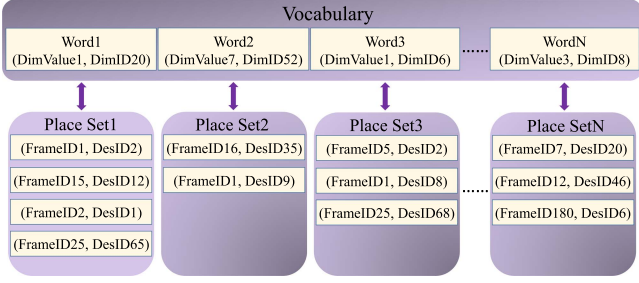 Vocabulary
Word1
(DimValue1, DimID20)
Word2
(DimValue7, DimID52)
Word3
(DimValue1, DimID6)
......
WordN
(DimValue3, DimID8)
Place Set1
(FrameID1, DesID2)
(FrameID15, DesID12)
(FrameID2, DesID1)
(FrameID25, DesID65)
Place Set2
(FrameID16, DesID35)
(FrameID1, DesID9)
Place Set3
(FrameID5, DesID2)
(FrameID1, DesID8)
(FrameID25, DesID68)
......
Place SetN
(FrameID7, DesID20)
(FrameID12, DesID46)
(FrameID180, DesID6)